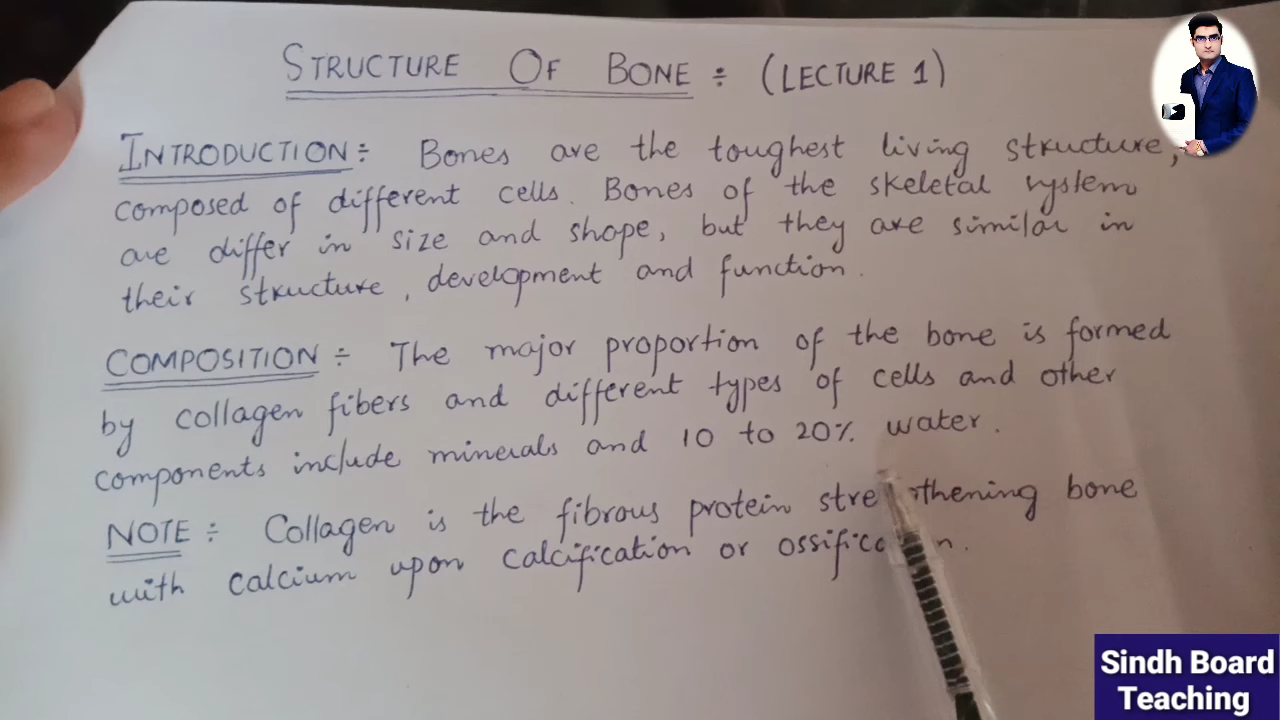 STRUCTURE OF BONE ÷ (LECTURE 1)
INTRODUCTION ÷ Bones are the toughest living structure,
composed of different cells. Bones of the skeletal system
are differ in size and shape, but they are similar in
their structure, development and function.
COMPOSITION ÷ The major proportion of the bone is formed
by collagen fibers and different types of cells and other
components include minerals and 10 to 20% water.
NOTE ÷ Collagen is the fibrous protein bone
with calcium upon calcification or
Sindh Board
Teaching